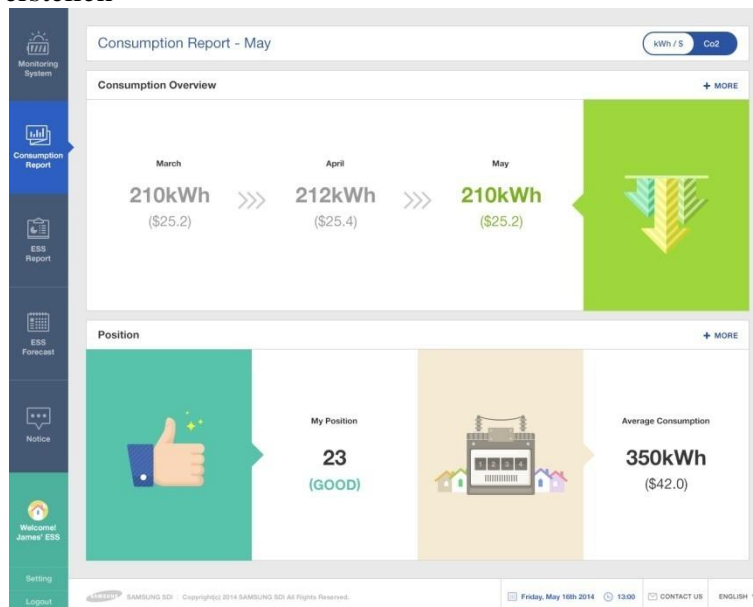 erstellen
Monitoring
System
Consumption
Report
ESS
Report
ESS
Forecast
Notice
Welcome!
James' ESS
Setting
Logout
Consumption Report - May
kWh / $ Co2
Consumption Overview
+ MORE
March
210kWh
($25.2)
April
212kWh
($25.4)
May
210kWh
($25.2)
Position
+ MORE
My Position
23
(GOOD)
1 2 3 4
Average Consumption
350kWh
($42.0)
SAMSUNG SAMSUNG SDI Copyright(c) 2014 SAMSUNG SDI All Rights Reserved.
Friday, May 16th 2014 13:00 CONTACT US ENGLISH